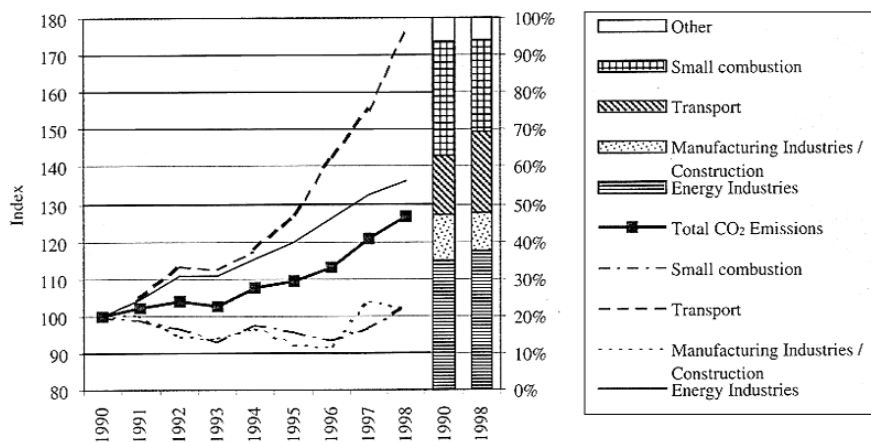 180
170
160
150
140
130
120
110
100
90
80
Index
1990
1991
1992
1993
1994
1995
1996
1997
1998
1990
1998
100%
90%
80%
70%
60%
50%
40%
30%
20%
10%
0%
Other
Small combustion
Transport
Manufacturing Industries /
Construction
Energy Industries
Total CO₂ Emissions
Small combustion
Transport
Manufacturing Industries /
Construction
Energy Industries